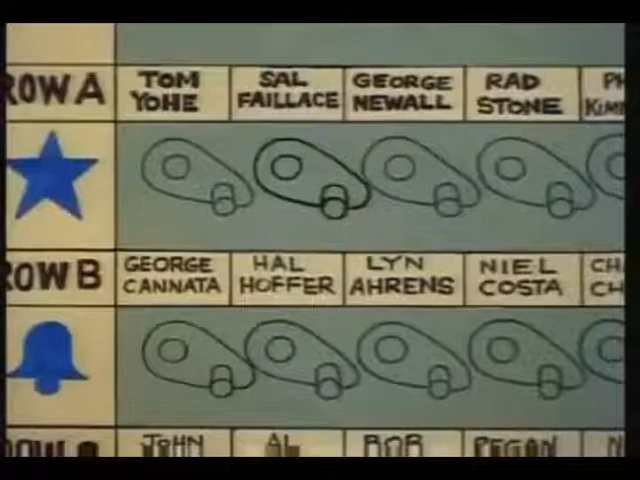 ROW A
TOM YOHE
SAL FAILLACE
GEORGE NEWALL
RAD STONE
ROW B
GEORGE CANNATA
HAL HOFFER
LYN AHRENS
NIEL COSTA
JOHN
AL
BOB